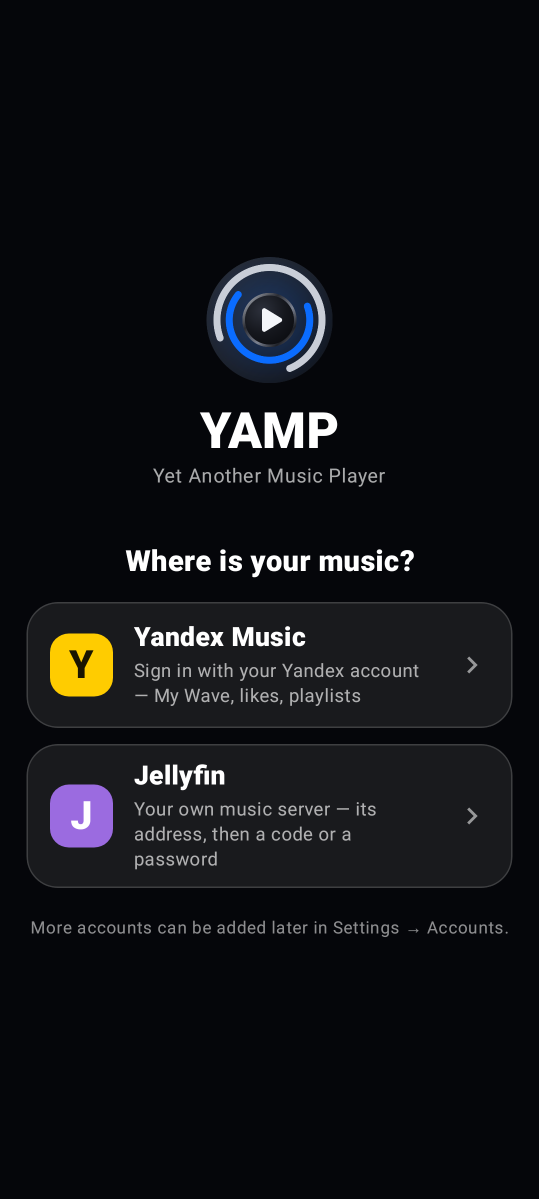 YAMP
Yet Another Music Player
Where is your music?
Y
Yandex Music
Sign in with your Yandex account
— My Wave, likes, playlists
J
Jellyfin
Your own music server — its
address, then a code or a
password
More accounts can be added later in Settings → Accounts.